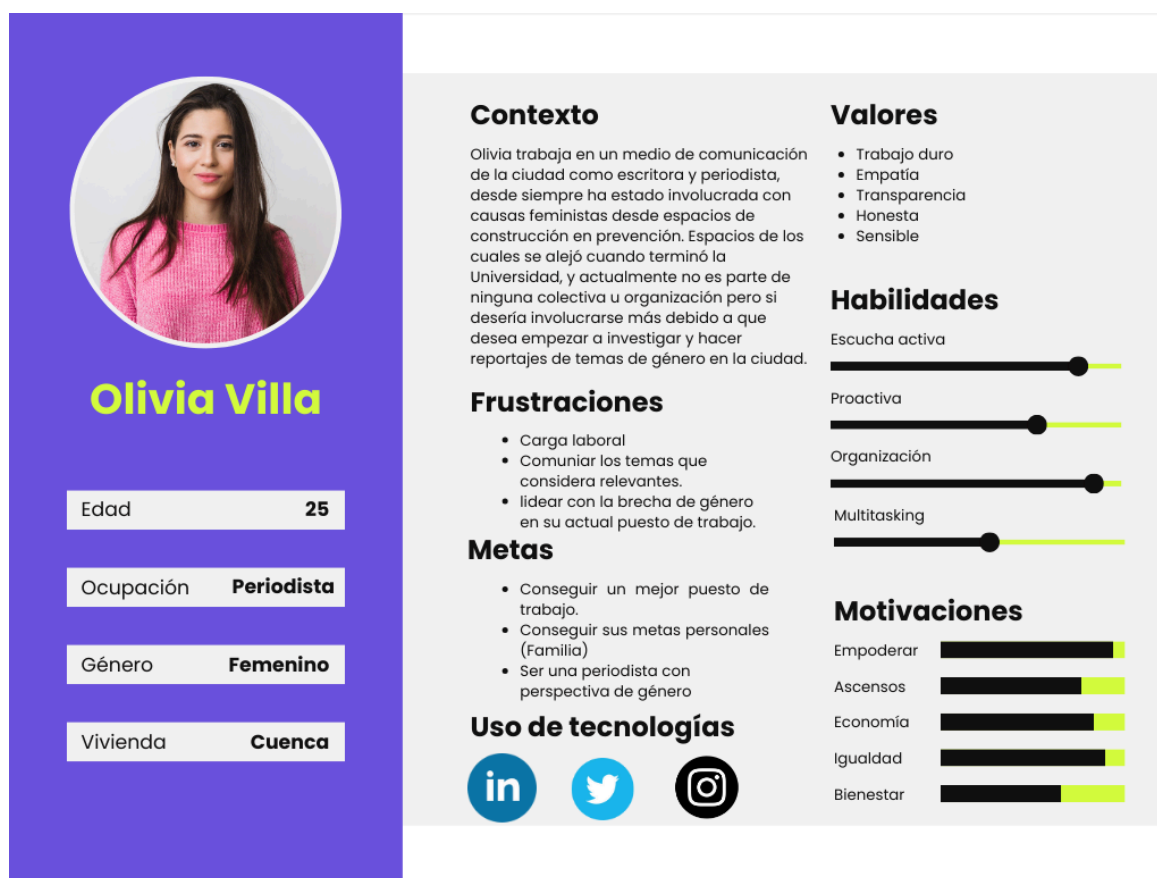 Olivia Villa
Edad 25
Ocupación Periodista
Género Femenino
Vivienda Cuenca
Contexto
Olivia trabaja en un medio de comunicación
de la ciudad como escritora y periodista,
desde siempre ha estado involucrada con
causas feministas desde espacios de
construcción en prevención. Espacios de los
cuales se alejó cuando terminó la
Universidad, y actualmente no es parte de
ninguna colectiva u organización pero si
desería involucrarse más debido a que
desea empezar a investigar y hacer
reportajes de temas de género en la ciudad.
Frustraciones
• Carga laboral
• Comuniar los temas que
considera relevantes.
• lidear con la brecha de género
en su actual puesto de trabajo.
Metas
• Conseguir un mejor puesto de
trabajo.
• Conseguir sus metas personales
(Familia)
• Ser una periodista con
perspectiva de género
Uso de tecnologías
in
Valores
• Trabajo duro
• Empatía
• Transparencia
• Honesta
• Sensible
Habilidades
Escucha activa
Proactiva
Organización
Multitasking
Motivaciones
Empoderar
Ascensos
Economía
Igualdad
Bienestar